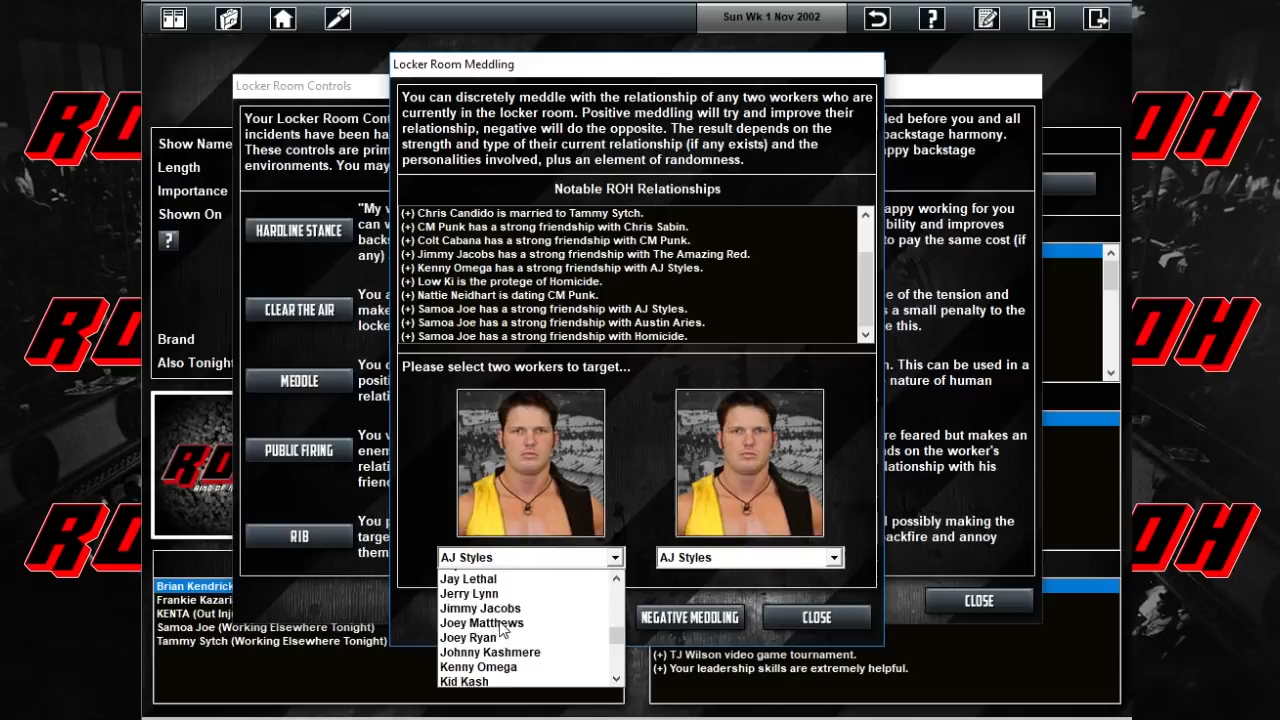 Sun Wk 1 Nov 2002
Locker Room Controls
Locker Room Meddling
Your Locker Room Cont
incidents have been ha
These controls are prim
environments. You may
led before you and all
backstage harmony.
appy backstage
You can discretely meddle with the relationship of any two workers who are
currently in the locker room. Positive meddling will try and improve their
relationship, negative will do the opposite. The result depends on the
strength and type of their current relationship (if any exists) and the
personalities involved, plus an element of randomness.
Notable ROH Relationships
(+) Chris Candido is married to Tammy Sytch.
(+) CM Punk has a strong friendship with Chris Sabin.
(+) Colt Cabana has a strong friendship with CM Punk.
(+) Jimmy Jacobs has a strong friendship with The Amazing Red.
(+) Kenny Omega has a strong friendship with AJ Styles.
(+) Low Ki is the protege of Homicide.
(+) Nattie Neidhart is dating CM Punk.
(+) Samoa Joe has a strong friendship with AJ Styles.
(+) Samoa Joe has a strong friendship with Austin Aries.
(+) Samoa Joe has a strong friendship with Homicide.
Please select two workers to target...
AJ Styles
AJ Styles
Jay Lethal
Jerry Lynn
Jimmy Jacobs
Joey Matthews
Joey Ryan
Johnny Kashmere
Kenny Omega
Kid Kash
NEGATIVE MEDDLING
CLOSE
CLOSE
Show Name
Length
Importance
Shown On
?
Brand
Also Tonight
HARDLINE STANCE
"My
can
back
any)
appy working for you
bility and improves
to pay the same cost (if
CLEAR THE AIR
You a
make
locke
e of the tension and
s a small penalty to the
e this.
MEDDLE
You c
positi
relati
n. This can be used in a
nature of human
PUBLIC FIRING
You
enem
relati
frien
re feared but makes an
nds on the worker's
lationship with his
RIB
You p
targe
them
l possibly making the
backfire and annoy
Brian Kendrick
Frankie Kazari
KENTA (Out Inj
Samoa Joe (Working Elsewhere Tonight)
Tammy Sytch (Working Elsewhere Tonight)
(+) TJ Wilson video game tournament.
(+) Your leadership skills are extremely helpful.
ROH
ROH
ROH
ROH
ROH
ROH